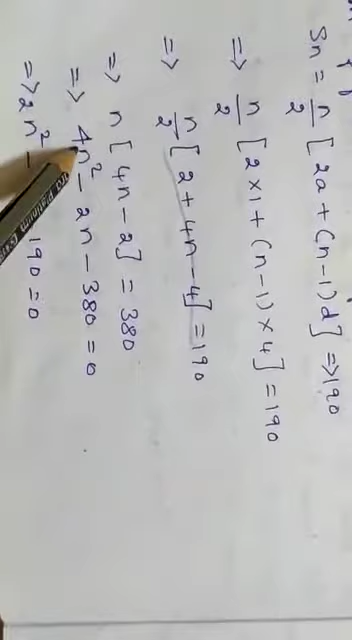 Sn = n/2 [2a + (n-1)d] => 190
=> n/2 [2×1 + (n-1)×4] = 190
=> n/2 [2 + 4n - 4] = 190
=> n [4n - 2] = 380
=> 4n² - 2n - 380 = 0
=> 2n² - 190 = 0
Platinum